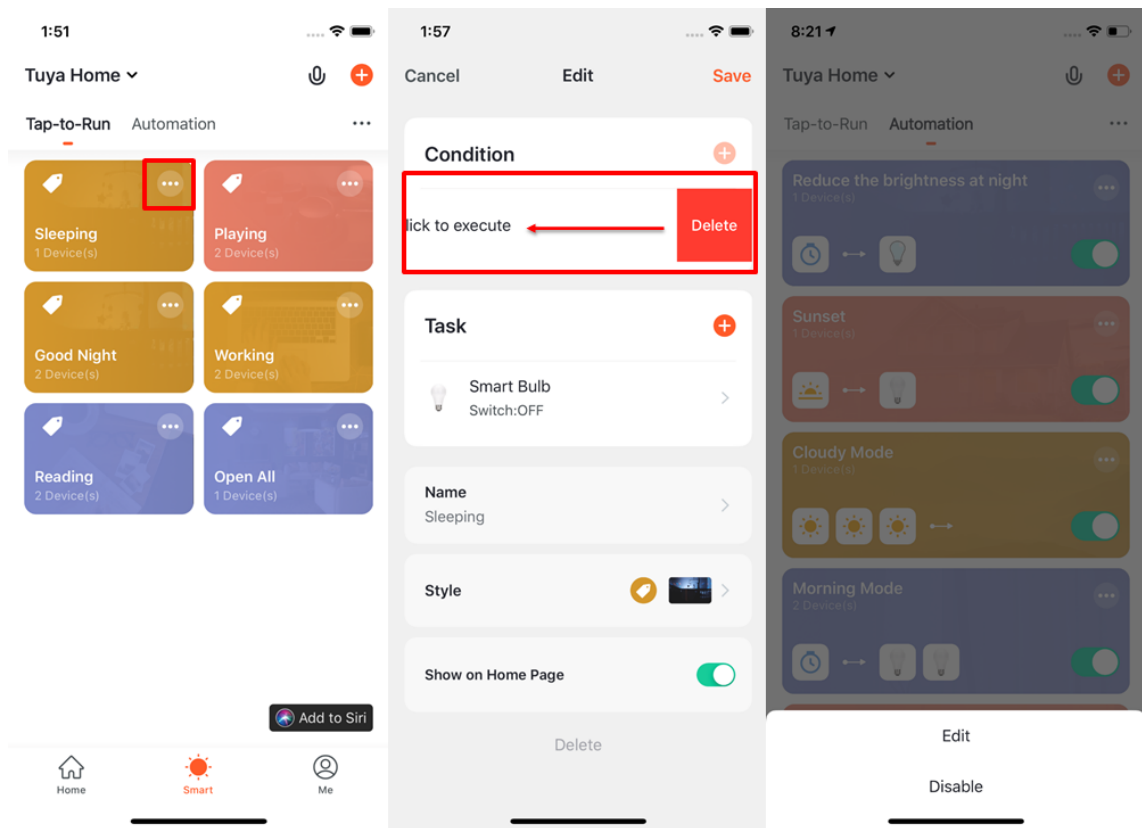 1:51
Tuya Home
Tap-to-Run Automation
Sleeping
1 Device(s)
Playing
2 Device(s)
Good Night
2 Device(s)
Working
2 Device(s)
Reading
2 Device(s)
Open All
1 Device(s)
Add to Siri
Home Smart Me
1:57
Cancel Edit Save
Condition
lick to execute Delete
Task
Smart Bulb
Switch:OFF
Name
Sleeping
Style
Show on Home Page
Delete
8:21
Tuya Home
Tap-to-Run Automation
Reduce the brightness at night
1 Device(s)
Sunset
1 Device(s)
Cloudy Mode
1 Device(s)
Morning Mode
2 Device(s)
Edit
Disable